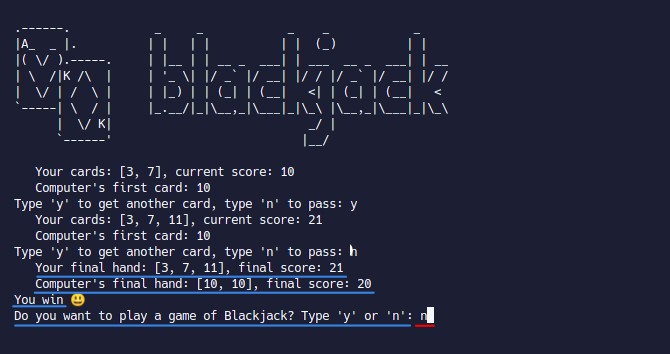 A
K
K
blackjack
Your cards: [3, 7], current score: 10
Computer's first card: 10
Type 'y' to get another card, type 'n' to pass: y
Your cards: [3, 7, 11], current score: 21
Computer's first card: 10
Type 'y' to get another card, type 'n' to pass: n
Your final hand: [3, 7, 11], final score: 21
Computer's final hand: [10, 10], final score: 20
You win 😃
Do you want to play a game of Blackjack? Type 'y' or 'n': n